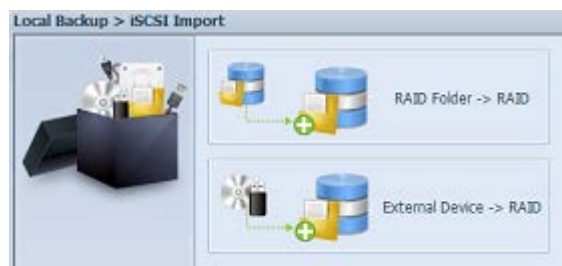 Local Backup > iSCSI Import
RAID Folder -> RAID
External Device -> RAID